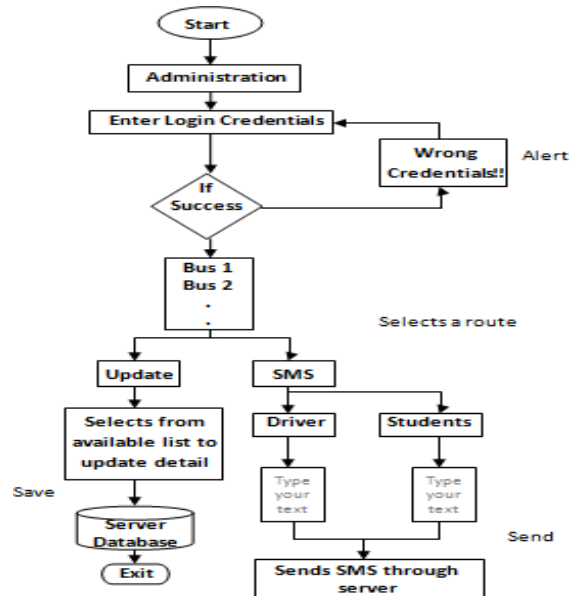 Start
Administration
Enter Login Credentials
Wrong
Credentials!!
Alert
If
Success
Bus 1
Bus 2
.
.
Selects a route
Update
SMS
Selects from
available list to
update detail
Driver
Students
Type
your
text
Type
your
text
Save
Server
Database
Send
Exit
Sends SMS through
server